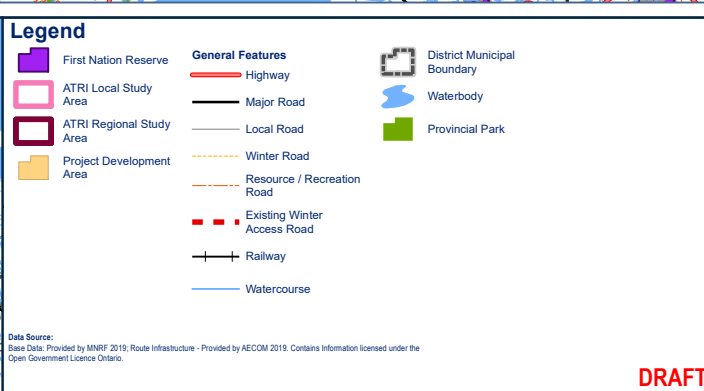 Legend
First Nation Reserve
ATRI Local Study
Area
ATRI Regional Study
Area
Project Development
Area
General Features
Highway
Major Road
Local Road
Winter Road
Resource / Recreation
Road
Existing Winter
Access Road
Railway
Watercourse
District Municipal
Boundary
Waterbody
Provincial Park
Data Source:
Base Data: Provided by MNRF 2019; Route Infrastructure - Provided by AECOM 2019. Contains Information licensed under the
Open Government Licence Ontario.
DRAFT